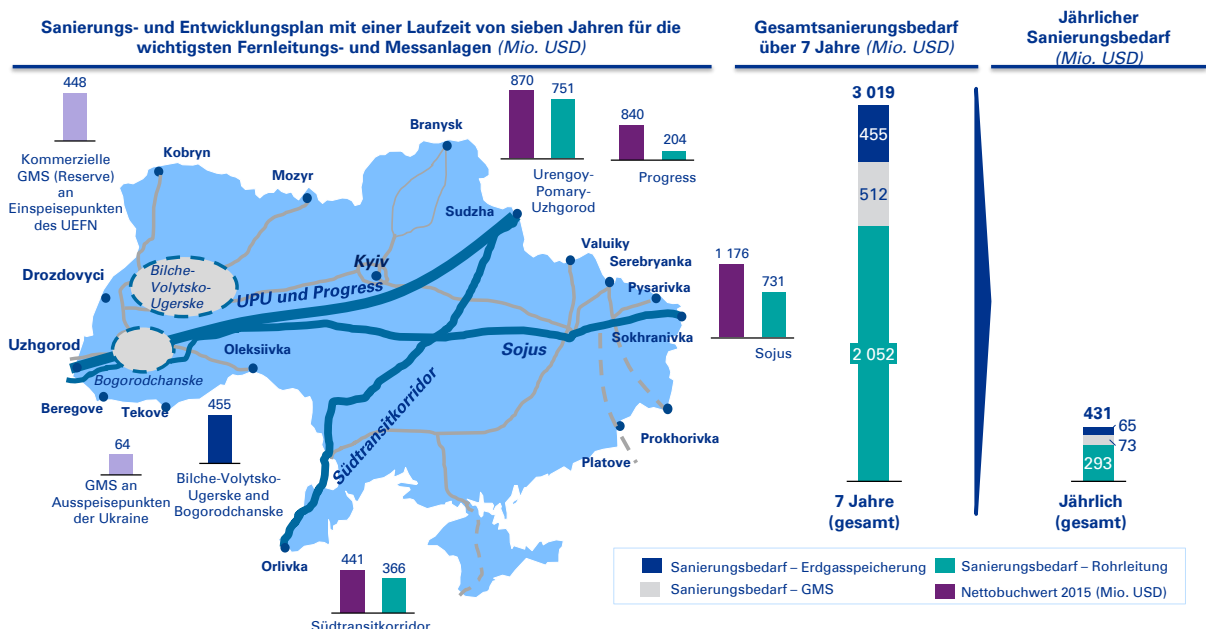 Sanierungs- und Entwicklungsplan mit einer Laufzeit von sieben Jahren für die
wichtigsten Fernleitungs- und Messanlagen (Mio. USD)
Gesamtsanierungsbedarf
über 7 Jahre (Mio. USD)
Jährlicher
Sanierungsbedarf
(Mio. USD)
448
Kommerzielle
GMS (Reserve)
an
Einspeisepunkten
des UEFN
870
751
Urengoy-
Pomary-
Uzhgorod
840
204
Progress
Branysk
Kobryn
Mozyr
Sudzha
Valuiky
Serebryanka
Pysarivka
Sokhranivka
Drozdovyci
Bilche-
Volytsko-
Ugerske
Kyiv
UPU und Progress
Uzhgorod
Oleksiivka
Sojus
Bogorodchanske
Beregove
Tekove
Südtransitkorridor
Prokhorivka
Platove
Orlivka
1 176
731
Sojus
64
GMS an
Ausspeisepunkten
der Ukraine
455
Bilche-Volytsko-
Ugerske and
Bogorodchanske
441
366
Südtransitkorridor
3 019
455
512
2 052
7 Jahre
(gesamt)
431
65
73
293
Jährlich
(gesamt)
Sanierungsbedarf – Erdgasspeicherung
Sanierungsbedarf – Rohrleitung
Sanierungsbedarf – GMS
Nettobuchwert 2015 (Mio. USD)